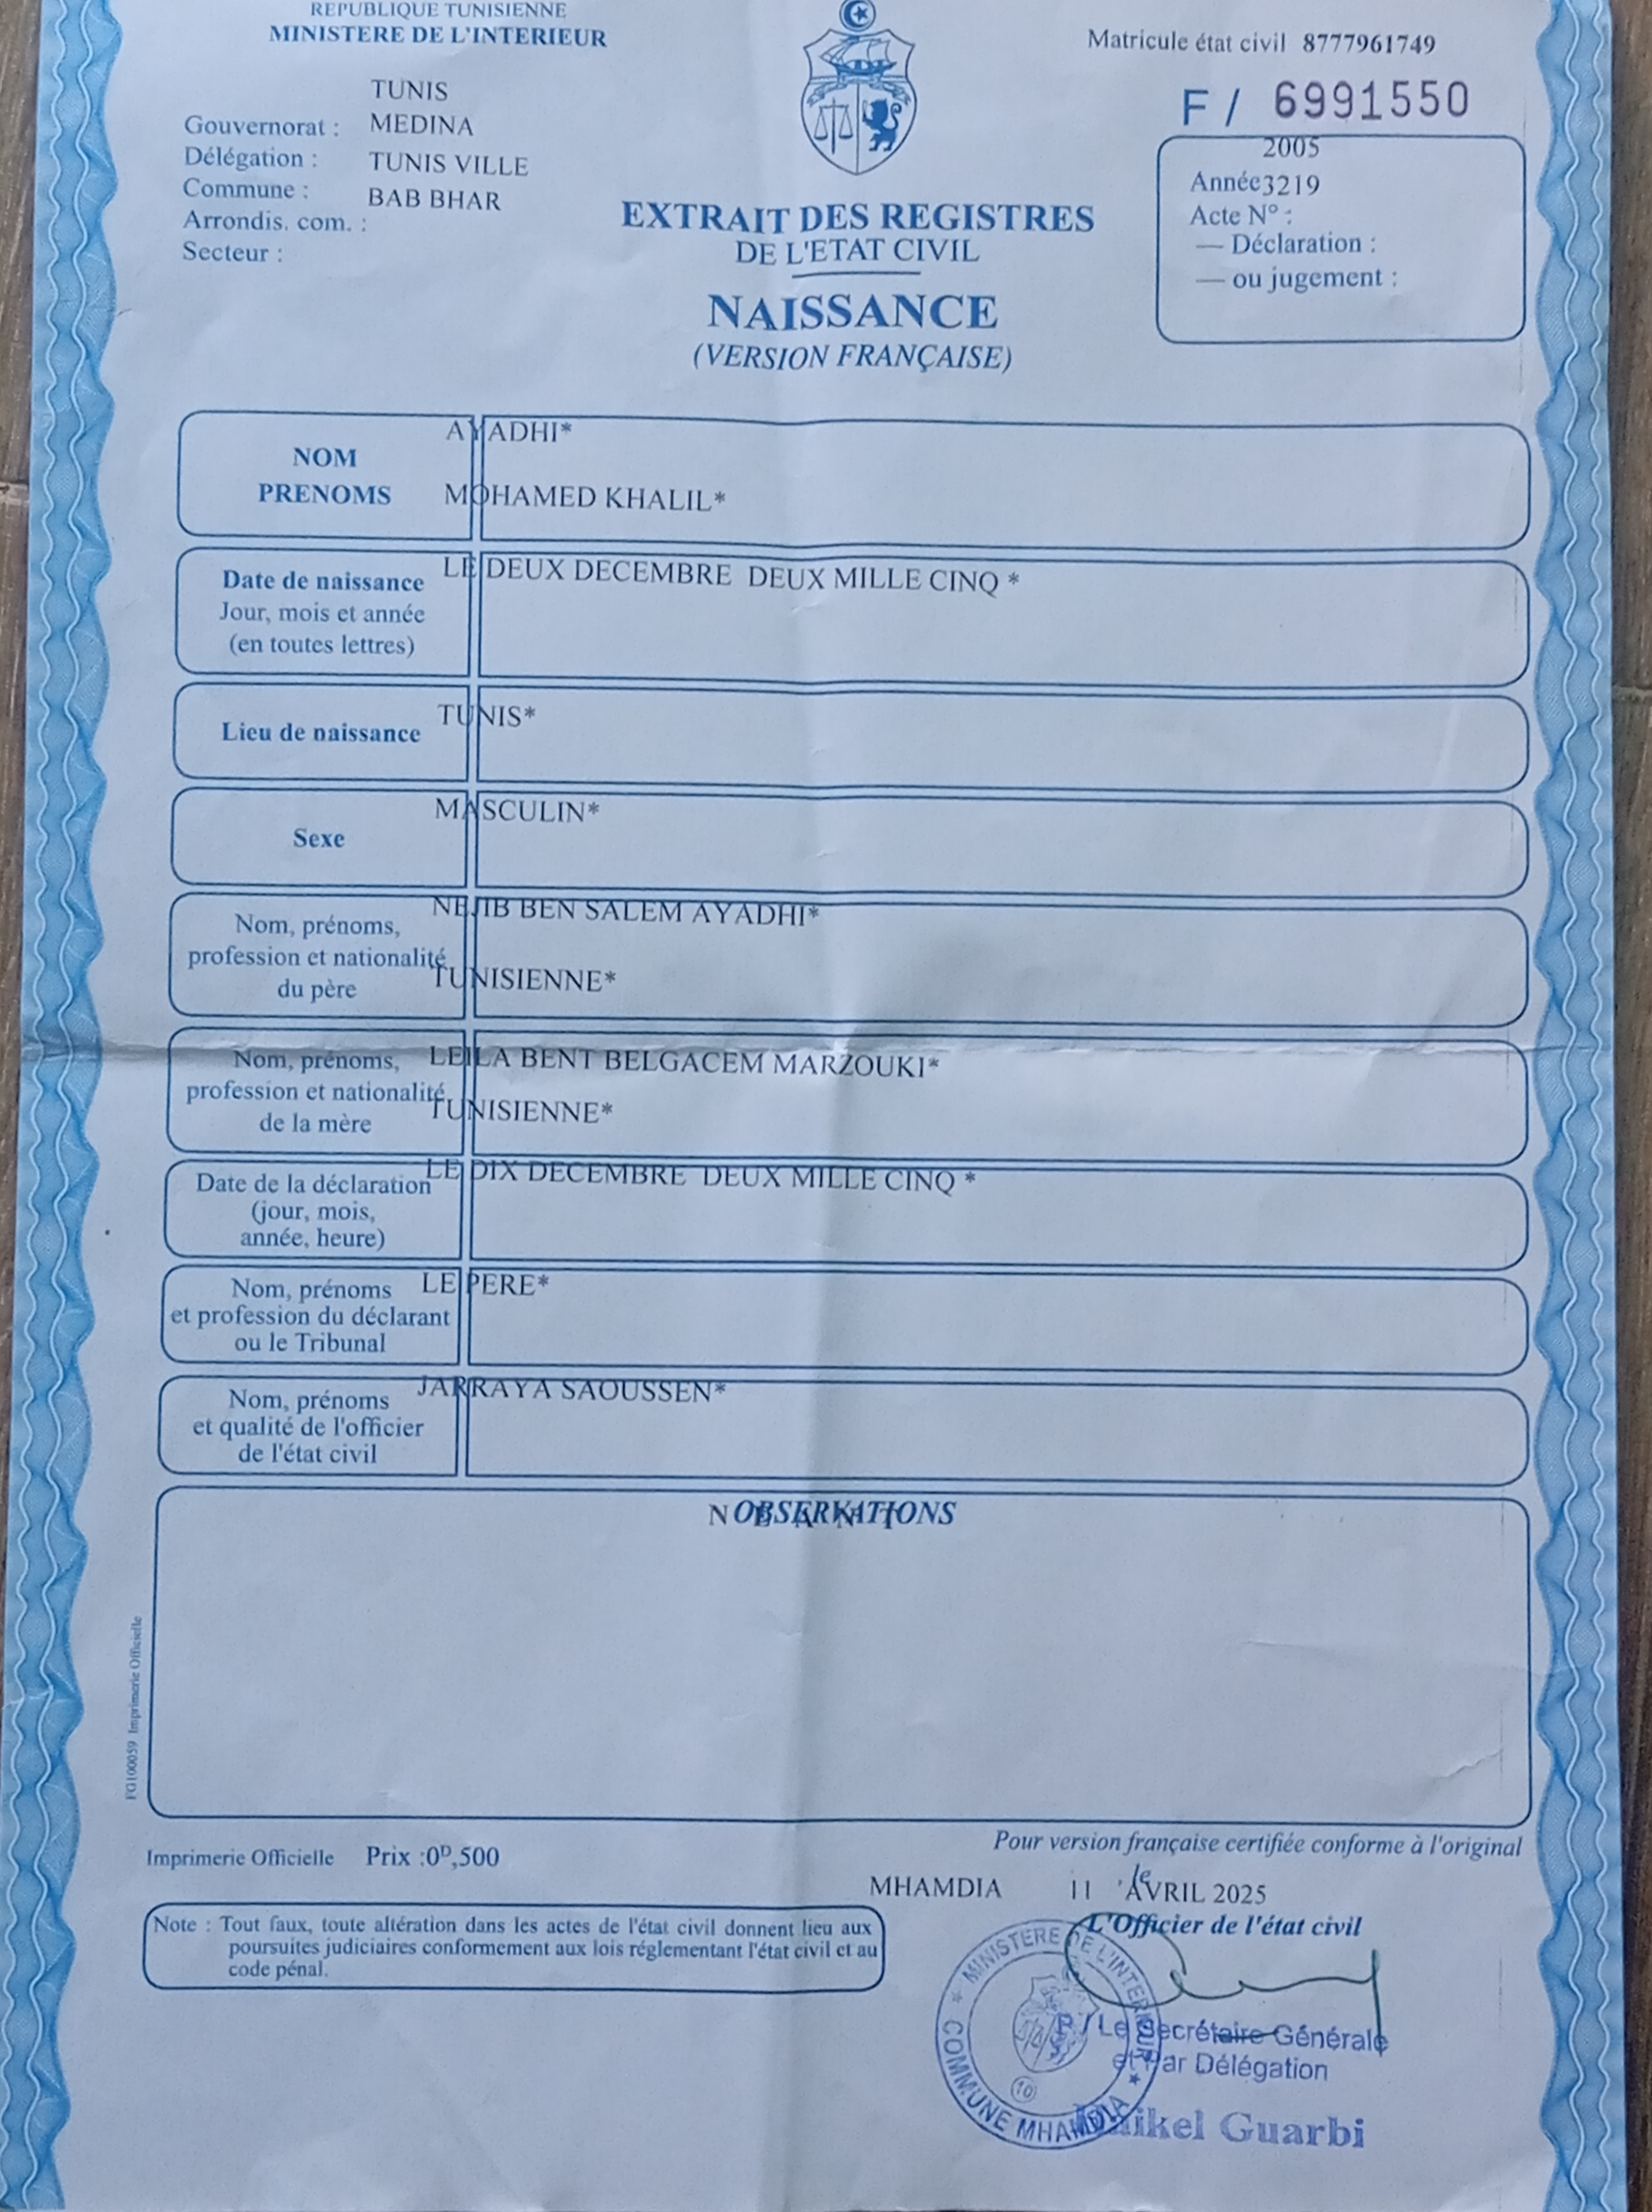 REPUBLIQUE TUNISIENNE
MINISTERE DE L'INTERIEUR
Matricule état civil 8777961749
F / 6991550
TUNIS
Gouvernorat : MEDINA
Délégation : TUNIS VILLE
Commune : BAB BHAR
Arrondis. com. :
Secteur :
2005
Année 3219
Acte N° :
— Déclaration :
— ou jugement :
EXTRAIT DES REGISTRES
DE L'ETAT CIVIL
NAISSANCE
(VERSION FRANÇAISE)
AYADHI*
NOM
PRENOMS MOHAMED KHALIL*
LE DEUX DECEMBRE DEUX MILLE CINQ *
Date de naissance
Jour, mois et année
(en toutes lettres)
TUNIS*
Lieu de naissance
MASCULIN*
Sexe
NEJIB BEN SALEM AYADHI*
Nom, prénoms,
profession et nationalité
TUNISIENNE*
du père
Nom, prénoms, LEILA BENT BELGACEM MARZOUKI*
profession et nationalité
TUNISIENNE*
de la mère
LE DIX DECEMBRE DEUX MILLE CINQ *
Date de la déclaration
(jour, mois,
année, heure)
Nom, prénoms LE PERE*
et profession du déclarant
ou le Tribunal
JARRAYA SAOUSSEN*
Nom, prénoms
et qualité de l'officier
de l'état civil
OBSERVATIONS
N E A N T
FG100059 Imprimerie Officielle
Imprimerie Officielle Prix :0D,500
Pour version française certifiée conforme à l'original
MHAMDIA le 11 AVRIL 2025
L'Officier de l'état civil
Note : Tout faux, toute altération dans les actes de l'état civil donnent lieu aux
poursuites judiciaires conformement aux lois réglementant l'état civil et au
code pénal.
MINISTERE DE L'INTERIEUR
COMMUNE MHAMDIA
10
P / Le Secrétaire Générale
et Par Délégation
Guarbi